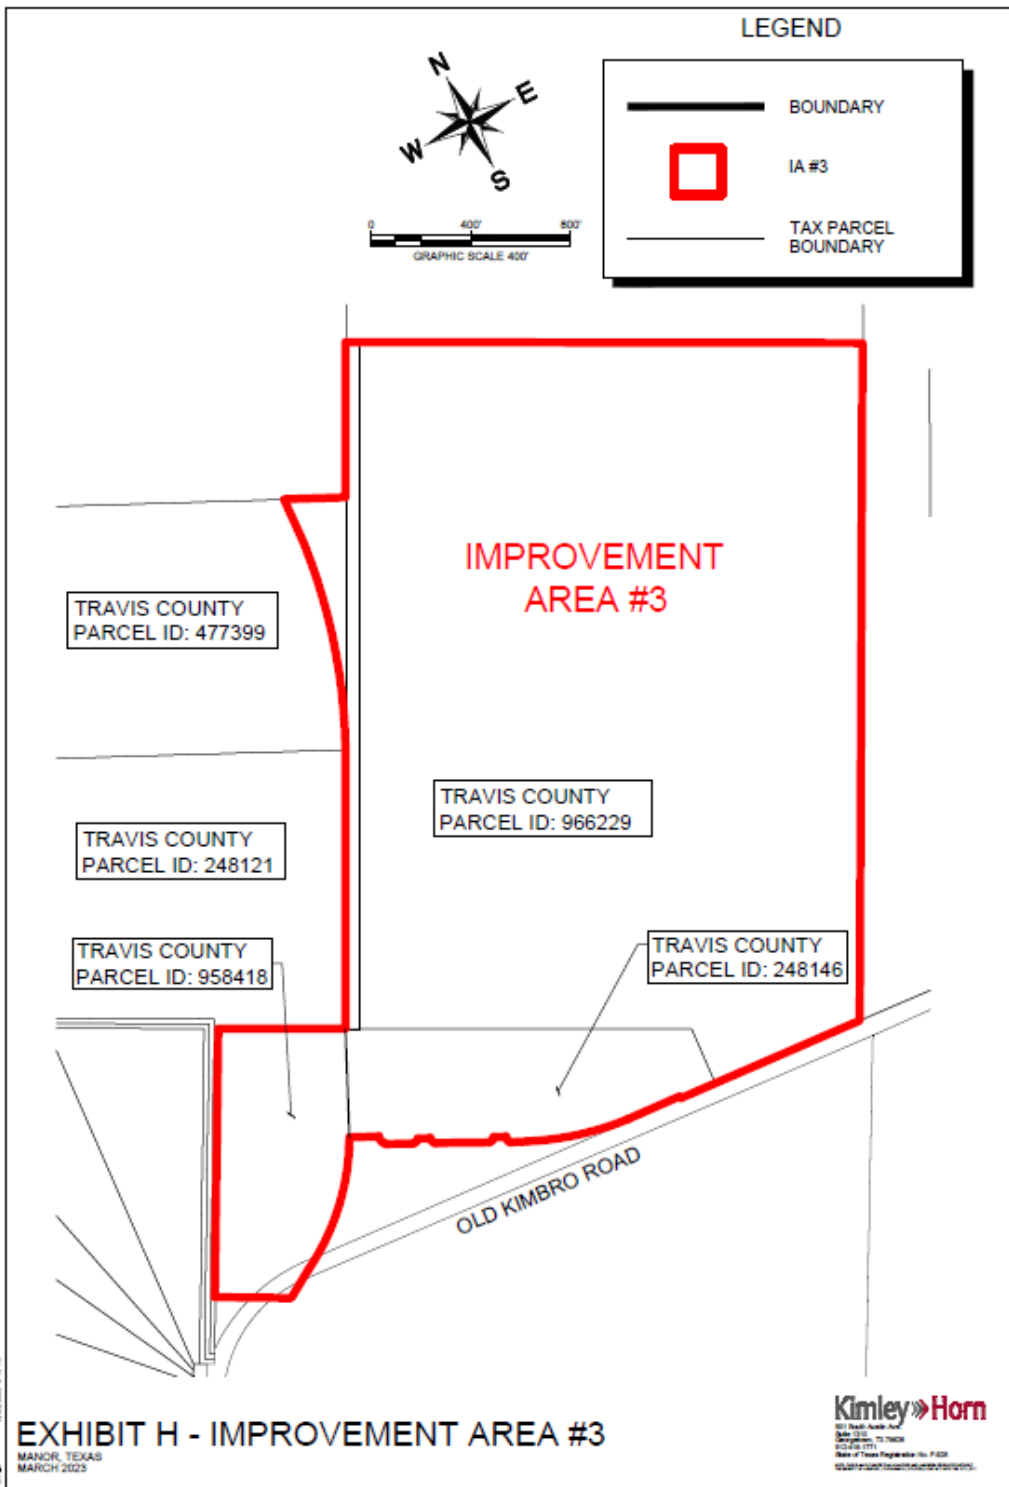 LEGEND
N
E
W
S
BOUNDARY
IA #3
TAX PARCEL
BOUNDARY
0 400' 800'
GRAPHIC SCALE 400'
IMPROVEMENT
AREA #3
TRAVIS COUNTY
PARCEL ID: 477399
TRAVIS COUNTY
PARCEL ID: 966229
TRAVIS COUNTY
PARCEL ID: 248121
TRAVIS COUNTY
PARCEL ID: 958418
TRAVIS COUNTY
PARCEL ID: 248146
OLD KIMBRO ROAD
EXHIBIT H - IMPROVEMENT AREA #3
MANOR, TEXAS
MARCH 2023
Kimley»Horn